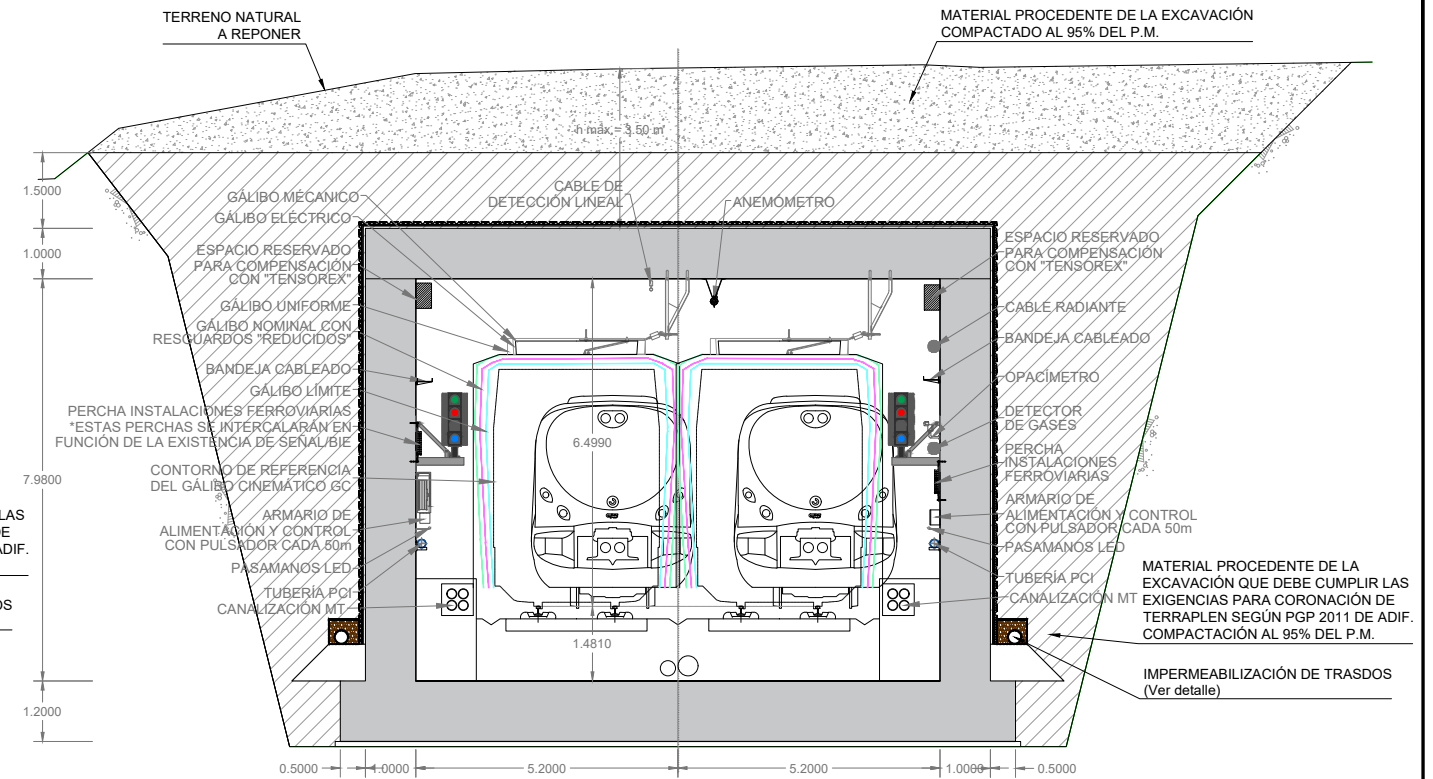 TERRENO NATURAL
A REPONER
MATERIAL PROCEDENTE DE LA EXCAVACIÓN
COMPACTADO AL 95% DEL P.M.
h máx.= 3.50 m
1.5000
1.0000
7.9800
1.2000
GÁLIBO MECÁNICO
GÁLIBO ELÉCTRICO
ESPACIO RESERVADO
PARA COMPENSACIÓN
CON "TENSOREX"
GÁLIBO UNIFORME
GÁLIBO NOMINAL CON
RESGUARDOS "REDUCIDOS"
BANDEJA CABLEADO
GÁLIBO LÍMITE
PERCHA INSTALACIONES FERROVIARIAS
*ESTAS PERCHAS SE INTERCALARÁN EN
FUNCIÓN DE LA EXISTENCIA DE SEÑAL/BIE
CONTORNO DE REFERENCIA
DEL GÁLIBO CINEMÁTICO GC
ARMARIO DE
ALIMENTACIÓN Y CONTROL
CON PULSADOR CADA 50m
PASAMANOS LED
TUBERÍA PCI
CANALIZACIÓN MT
CABLE DE
DETECCIÓN LINEAL
ANEMÓMETRO
6.4990
1.4810
ESPACIO RESERVADO
PARA COMPENSACIÓN
CON "TENSOREX"
CABLE RADIANTE
BANDEJA CABLEADO
OPACÍMETRO
DETECTOR
DE GASES
PERCHA
INSTALACIONES
FERROVIARIAS
ARMARIO DE
ALIMENTACIÓN Y CONTROL
CON PULSADOR CADA 50m
PASAMANOS LED
TUBERÍA PCI
CANALIZACIÓN MT
MATERIAL PROCEDENTE DE LA
EXCAVACIÓN QUE DEBE CUMPLIR LAS
EXIGENCIAS PARA CORONACIÓN DE
TERRAPLEN SEGÚN PGP 2011 DE ADIF.
COMPACTACIÓN AL 95% DEL P.M.
IMPERMEABILIZACIÓN DE TRASDOS
(Ver detalle)
LAS
DE
ADIF.
OS
0.5000
1.0000
5.2000
5.2000
1.0000
0.5000